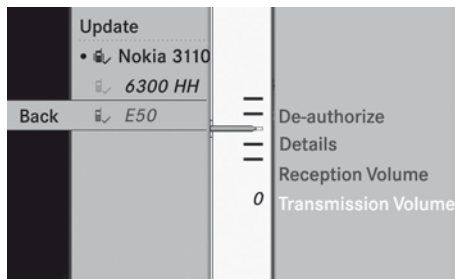 Update
• Nokia 3110
6300 HH
Back E50
De-authorize
Details
Reception Volume
0 Transmission Volume